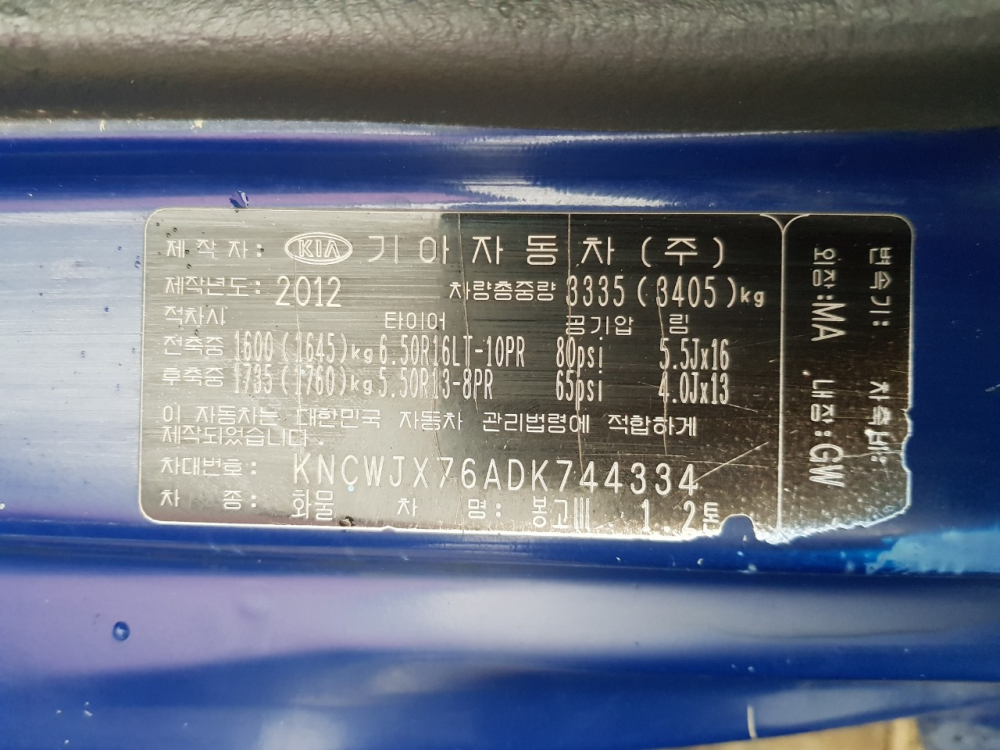 제 작 자 : KIA 기 아 자 동 차 ( 주 )
제작년도 : 2012 차량총중량 3335 ( 3405 ) kg
적차시 타이어 공기압 림
전축중 1600 (1645) kg 6.50R16LT-10PR 80psi 5.5Jx16
후축중 1735 (1760) kg 5.50R13-8PR 65psi 4.0Jx13
이 자동차는 대한민국 자동차 관리법령에 적합하게
제작되었습니다 .
차대번호 : KNCWJX76ADK744334
차 종 : 화물 차 명 : 봉고III 1.2톤
변속기 : 차축비 :
외장 : MA 내장 : GW